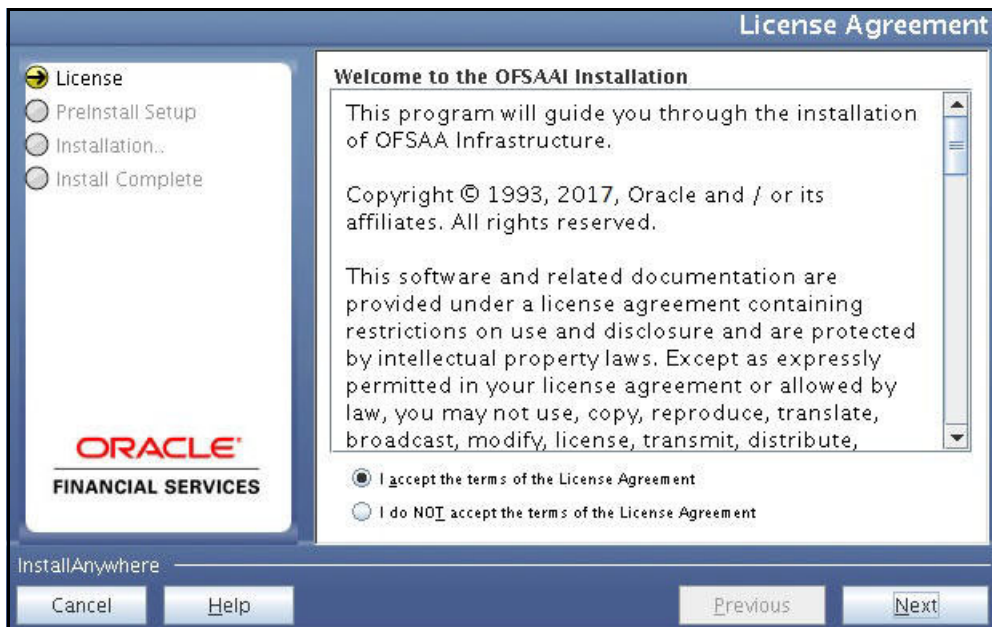 License Agreement
License
PreInstall Setup
Installation..
Install Complete
ORACLE
FINANCIAL SERVICES
Welcome to the OFSAAI Installation
This program will guide you through the installation
of OFSAA Infrastructure.
Copyright © 1993, 2017, Oracle and / or its
affiliates. All rights reserved.
This software and related documentation are
provided under a license agreement containing
restrictions on use and disclosure and are protected
by intellectual property laws. Except as expressly
permitted in your license agreement or allowed by
law, you may not use, copy, reproduce, translate,
broadcast, modify, license, transmit, distribute,
I accept the terms of the License Agreement
I do NOT accept the terms of the License Agreement
InstallAnywhere
Cancel
Help
Previous
Next